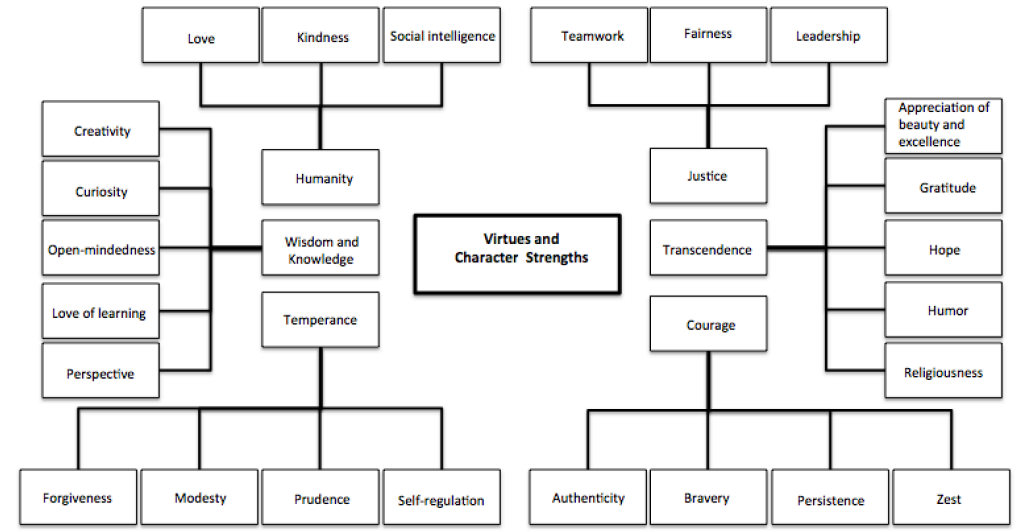 Love
Kindness
Social intelligence
Teamwork
Fairness
Leadership
Creativity
Curiosity
Open-mindedness
Love of learning
Perspective
Humanity
Wisdom and
Knowledge
Temperance
Virtues and
Character Strengths
Justice
Transcendence
Courage
Appreciation of
beauty and
excellence
Gratitude
Hope
Humor
Religiousness
Forgiveness
Modesty
Prudence
Self-regulation
Authenticity
Bravery
Persistence
Zest